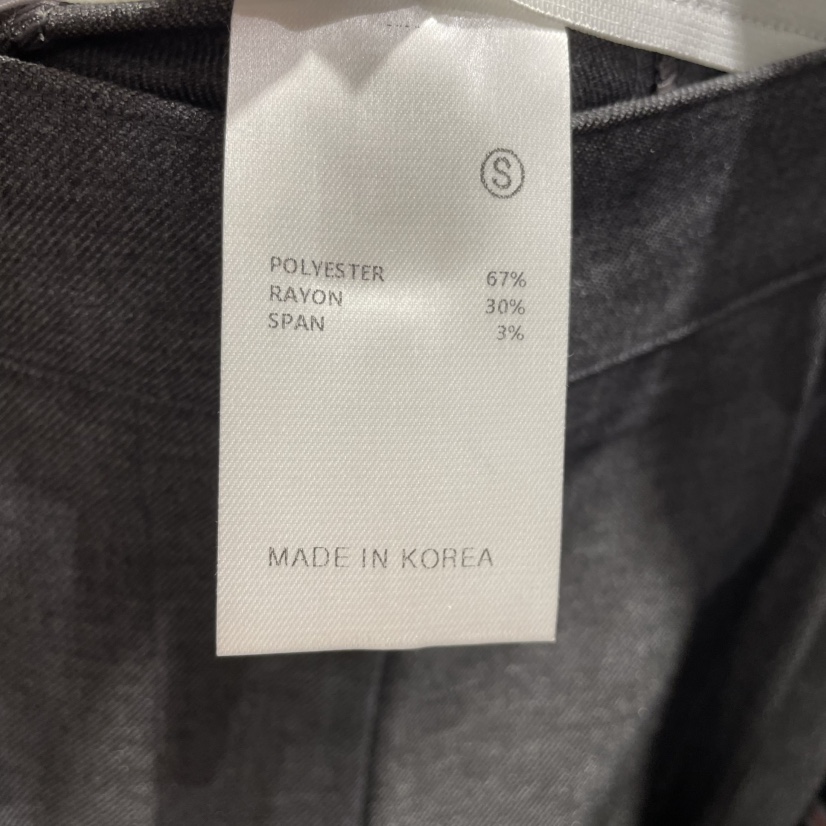 S
POLYESTER 67%
RAYON 30%
SPAN 3%
MADE IN KOREA